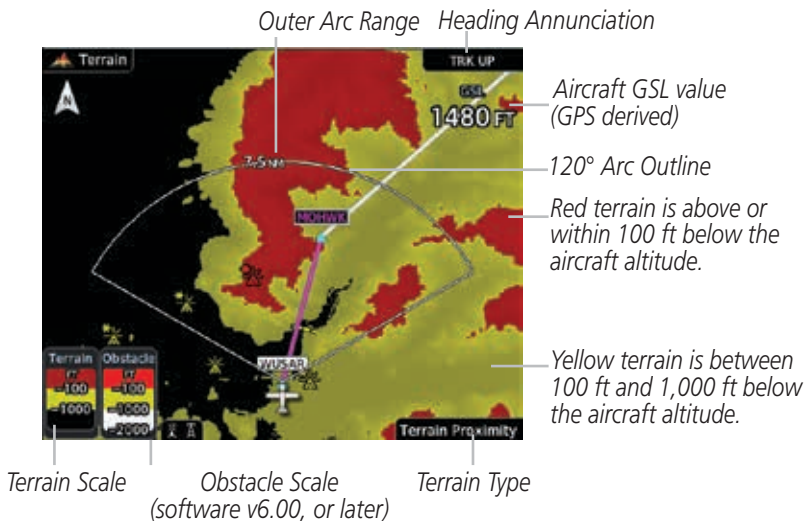 Outer Arc Range Heading Annunciation
Terrain
TRK UP
N
GSL
1480 FT
Aircraft GSL value
(GPS derived)
7.5NM
120° Arc Outline
MOHWK
Red terrain is above or
within 100 ft below the
aircraft altitude.
WUSAR
Terrain Obstacle
FT FT
-100 -100
-1000 -1000
-2000
Yellow terrain is between
100 ft and 1,000 ft below
the aircraft altitude.
Terrain Proximity
Terrain Scale
Obstacle Scale
(software v6.00, or later)
Terrain Type